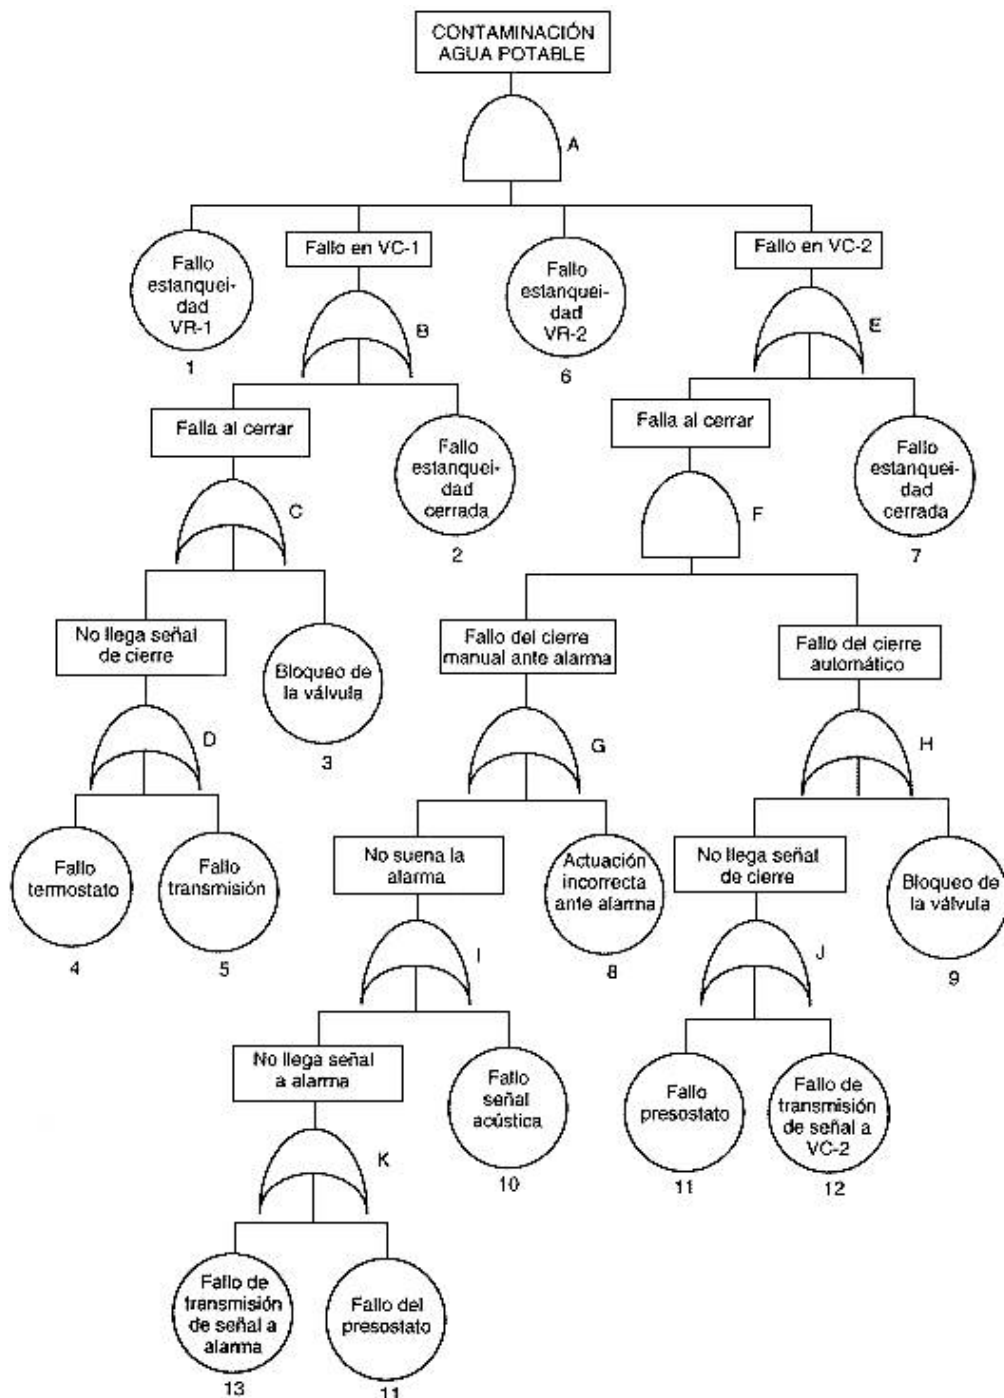 CONTAMINACIÓN
AGUA POTABLE
A
Fallo
estanquei-
dad
VR-1
1
Fallo en VC-1
B
Fallo
estanquei-
dad
VR-2
6
Fallo en VC-2
E
Falla al cerrar
C
Fallo
estanquei-
dad
cerrada
2
Falla al cerrar
F
Fallo
estanquei-
dad
cerrada
7
No llega señal
de cierre
D
Bloqueo de
la válvula
3
Fallo del cierre
manual ante alarma
G
Fallo del cierre
automático
H
Fallo
termostato
4
Fallo
transmisión
5
No suena la
alarma
I
Actuación
incorrecta
ante alarma
8
No llega señal
de cierre
J
Bloqueo de
la válvula
9
No llega señal
a alarma
K
Fallo
señal
acústica
10
Fallo
presostato
11
Fallo de
transmisión
de señal a
VC-2
12
Fallo de
transmisión
de señal a
alarma
13
Fallo del
presostato
11